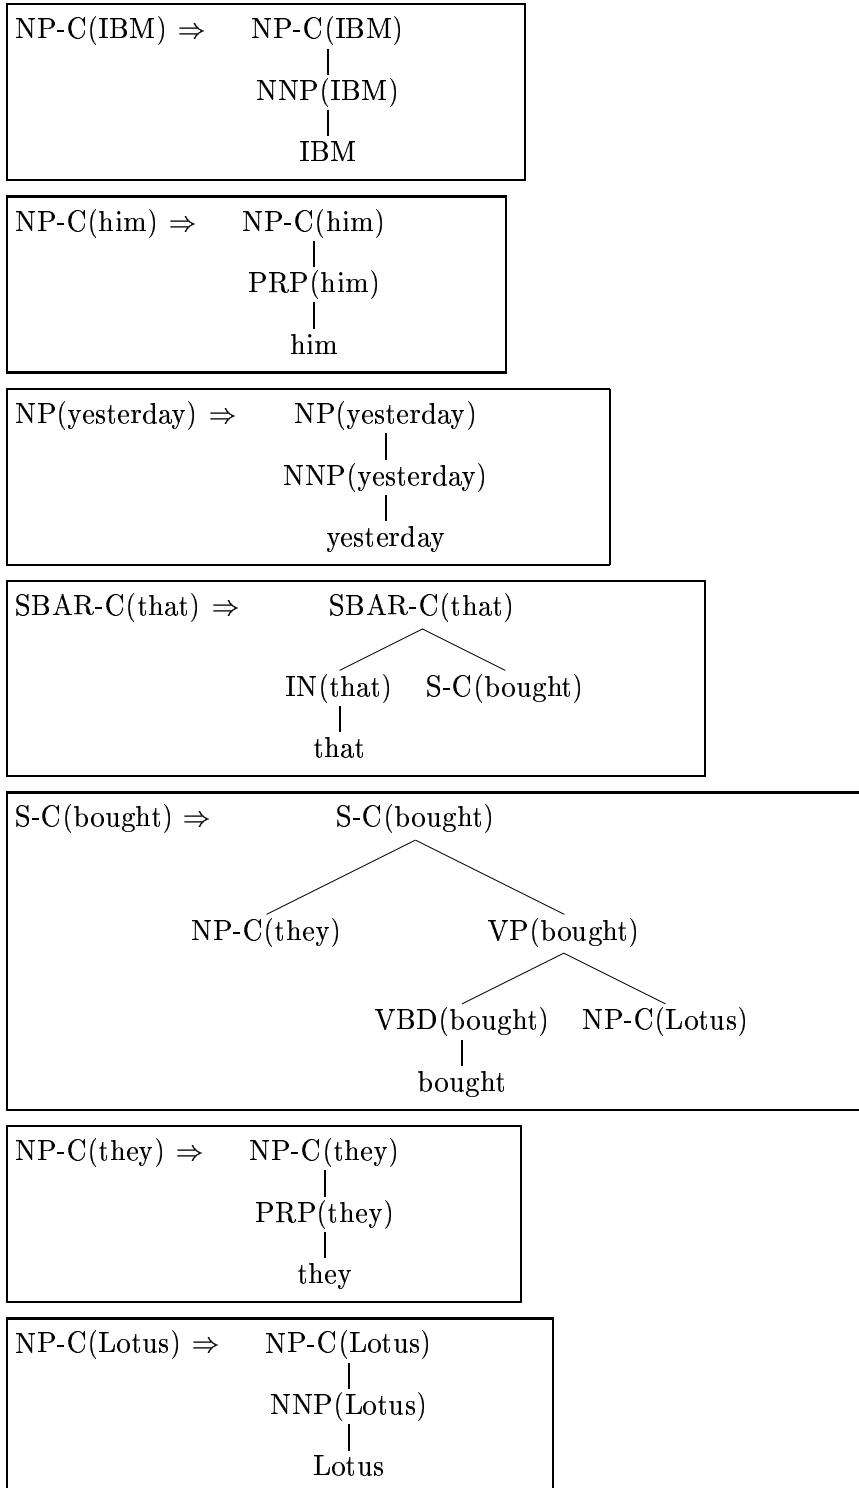 NP-C(IBM) ⇒ NP-C(IBM)
NNP(IBM)
IBM
NP-C(him) ⇒ NP-C(him)
PRP(him)
him
NP(yesterday) ⇒ NP(yesterday)
NNP(yesterday)
yesterday
SBAR-C(that) ⇒ SBAR-C(that)
IN(that) S-C(bought)
that
S-C(bought) ⇒ S-C(bought)
NP-C(they) VP(bought)
VBD(bought) NP-C(Lotus)
bought
NP-C(they) ⇒ NP-C(they)
PRP(they)
they
NP-C(Lotus) ⇒ NP-C(Lotus)
NNP(Lotus)
Lotus